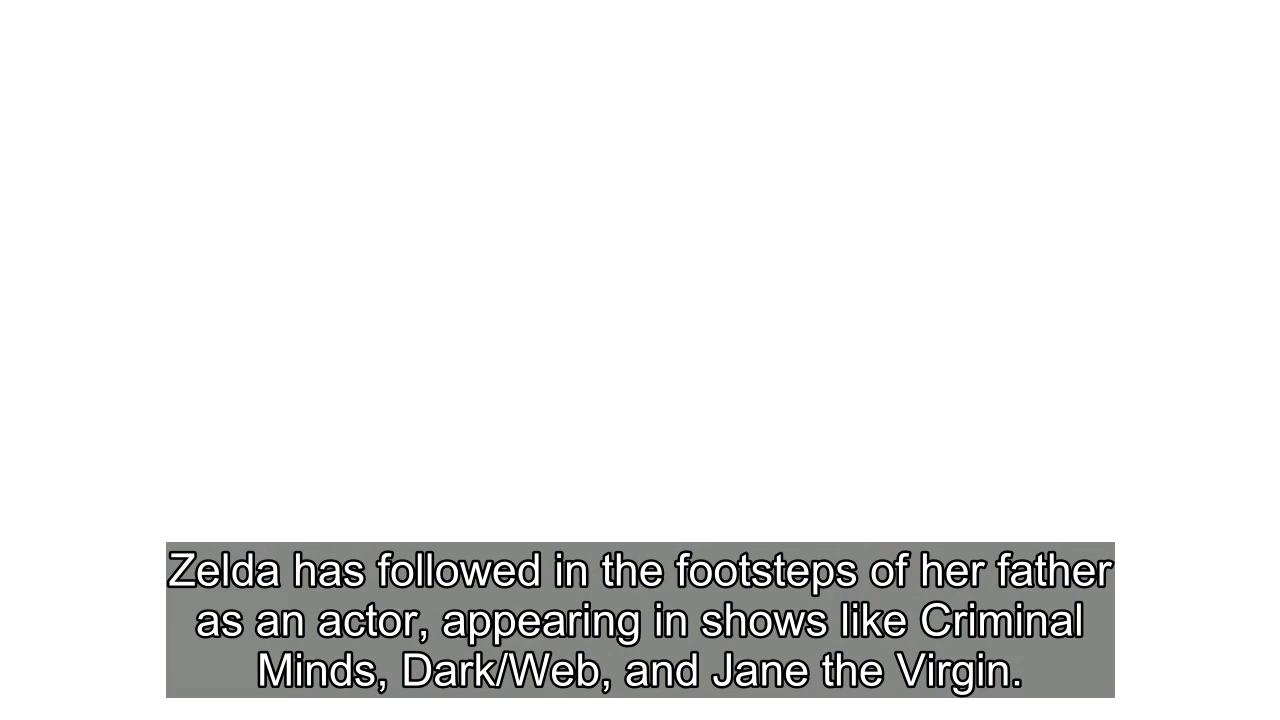 Zelda has followed in the footsteps of her father
as an actor, appearing in shows like Criminal
Minds, Dark/Web, and Jane the Virgin.